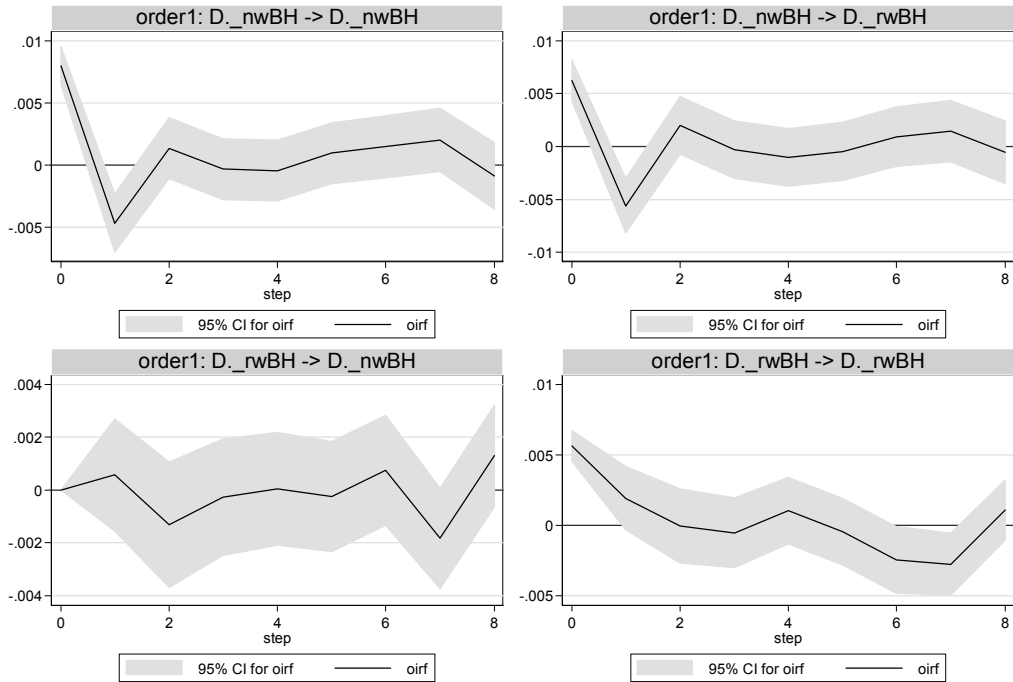 order1: D._nwBH -> D._nwBH
.01
.005
0
-.005
0 2 4 6 8
step
95% CI for oirf oirf
order1: D._nwBH -> D._rwBH
.01
.005
0
-.005
-.01
0 2 4 6 8
step
95% CI for oirf oirf
order1: D._rwBH -> D._nwBH
.004
.002
0
-.002
-.004
0 2 4 6 8
step
95% CI for oirf oirf
order1: D._rwBH -> D._rwBH
.01
.005
0
-.005
0 2 4 6 8
step
95% CI for oirf oirf